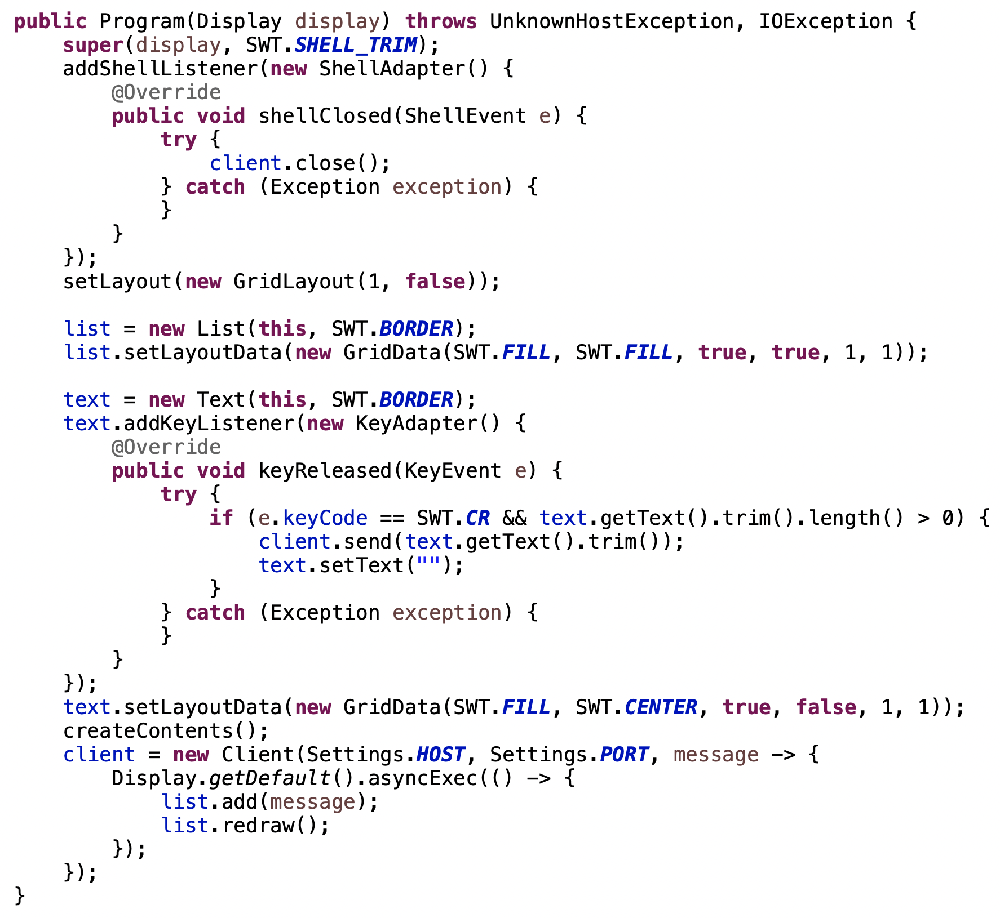 public Program(Display display) throws UnknownHostException, IOException {
    super(display, SWT.SHELL_TRIM);
    addShellListener(new ShellAdapter() {
        @Override
        public void shellClosed(ShellEvent e) {
            try {
                client.close();
            } catch (Exception exception) {
            }
        }
    });
    setLayout(new GridLayout(1, false));

    list = new List(this, SWT.BORDER);
    list.setLayoutData(new GridData(SWT.FILL, SWT.FILL, true, true, 1, 1));

    text = new Text(this, SWT.BORDER);
    text.addKeyListener(new KeyAdapter() {
        @Override
        public void keyReleased(KeyEvent e) {
            try {
                if (e.keyCode == SWT.CR && text.getText().trim().length() > 0) {
                    client.send(text.getText().trim());
                    text.setText("");
                }
            } catch (Exception exception) {
            }
        }
    });
    text.setLayoutData(new GridData(SWT.FILL, SWT.CENTER, true, false, 1, 1));
    createContents();
    client = new Client(Settings.HOST, Settings.PORT, message -> {
        Display.getDefault().asyncExec(() -> {
            list.add(message);
            list.redraw();
        });
    });
}